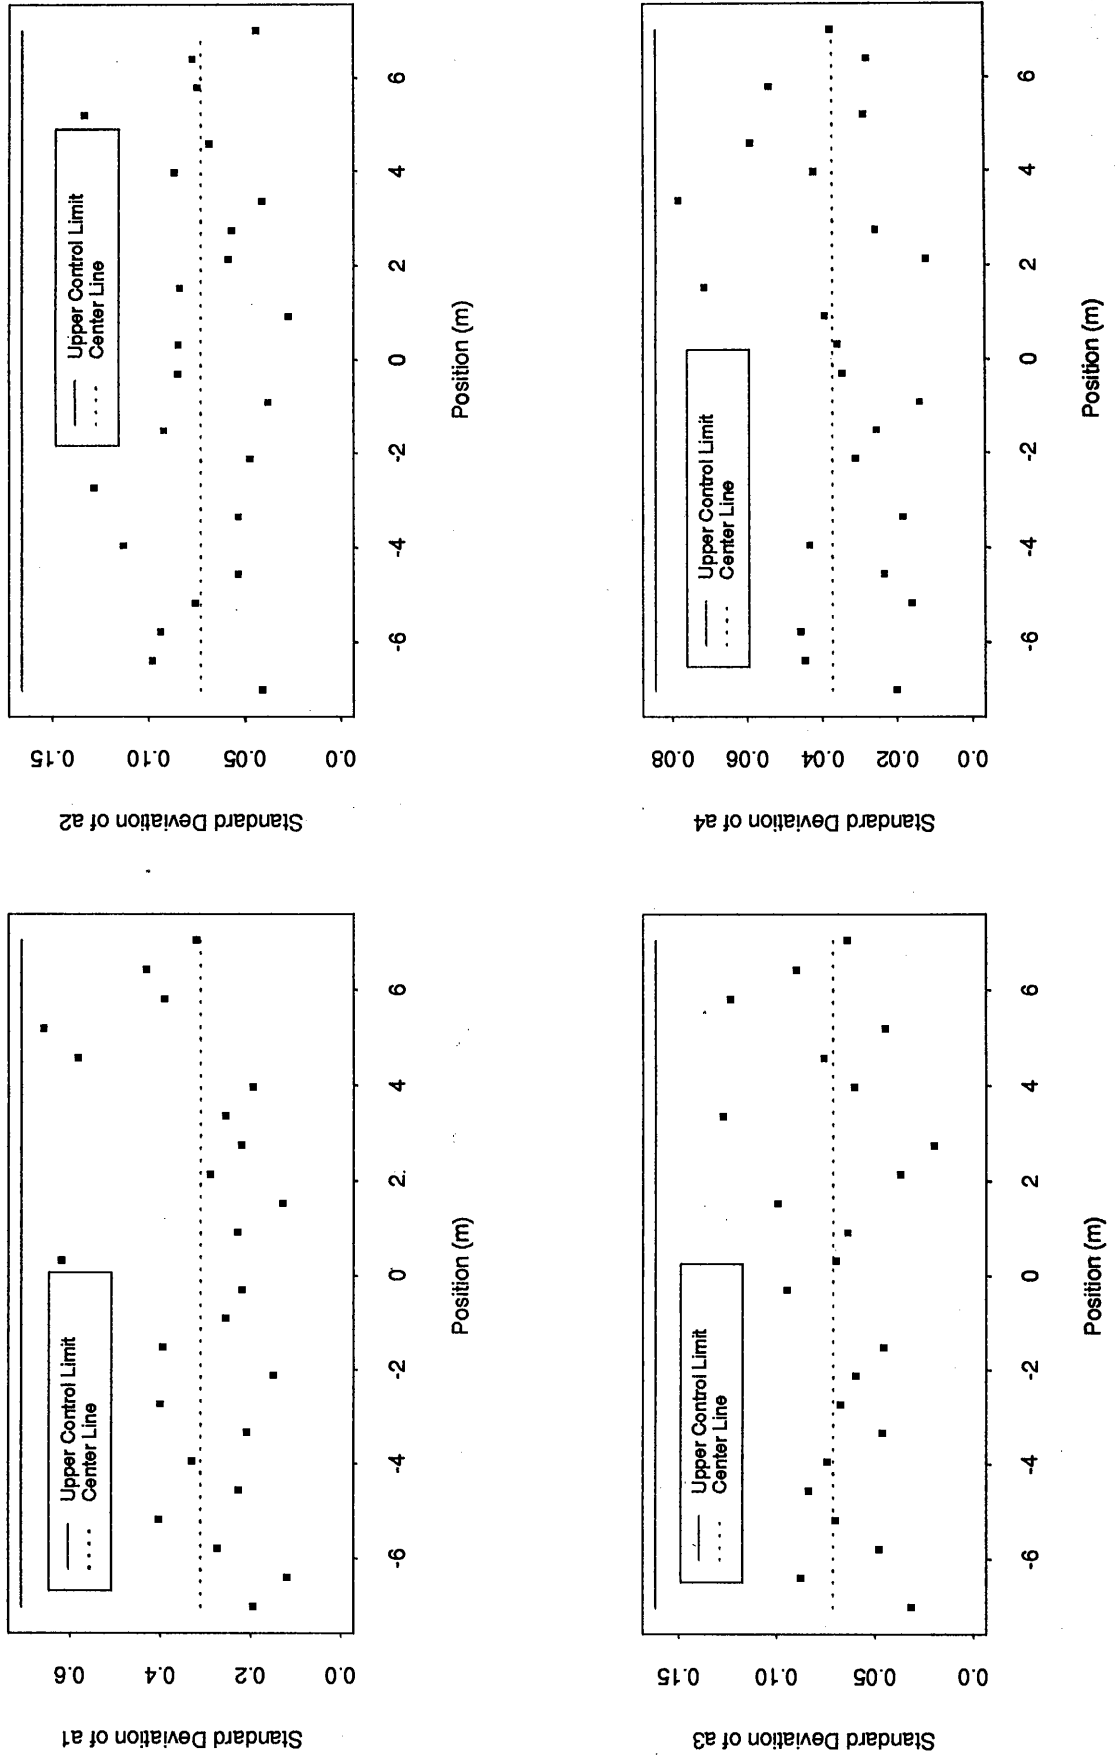 Standard Deviation of a1
0.0 0.2 0.4 0.6
Upper Control Limit
Center Line
-6 -4 -2 0 2 4 6
Position (m)
Standard Deviation of a2
0.0 0.05 0.10 0.15
Upper Control Limit
Center Line
-6 -4 -2 0 2 4 6
Position (m)
Standard Deviation of a3
0.0 0.05 0.10 0.15
Upper Control Limit
Center Line
-6 -4 -2 0 2 4 6
Position (m)
Standard Deviation of a4
0.0 0.02 0.04 0.06 0.08
Upper Control Limit
Center Line
-6 -4 -2 0 2 4 6
Position (m)